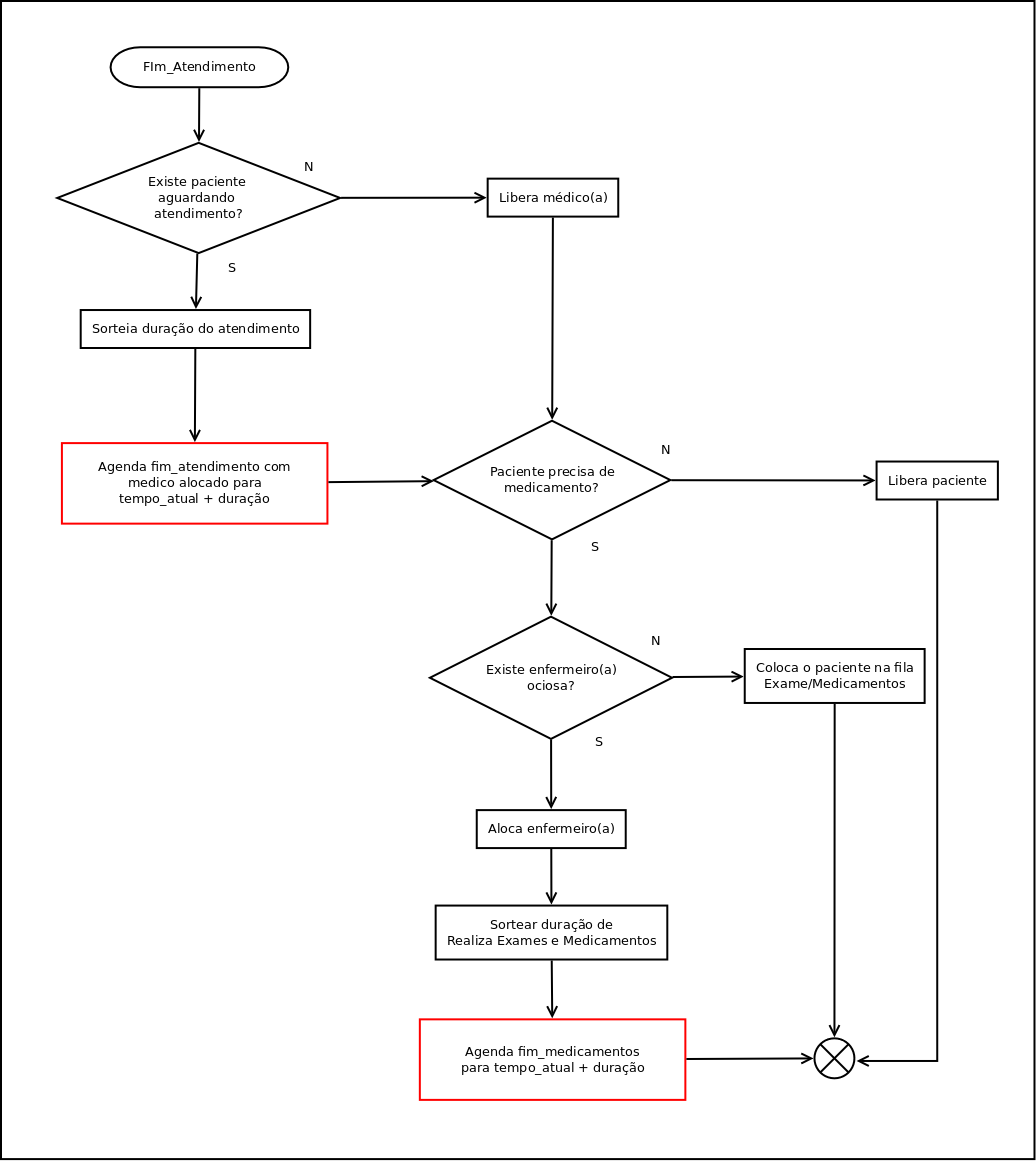 FIm_Atendimento
N
Existe paciente
aguardando
atendimento?
Libera médico(a)
S
Sorteia duração do atendimento
Agenda fim_atendimento com
medico alocado para
tempo_atual + duração
N
Paciente precisa de
medicamento?
Libera paciente
S
N
Existe enfermeiro(a)
ociosa?
Coloca o paciente na fila
Exame/Medicamentos
S
Aloca enfermeiro(a)
Sortear duração de
Realiza Exames e Medicamentos
Agenda fim_medicamentos
para tempo_atual + duração